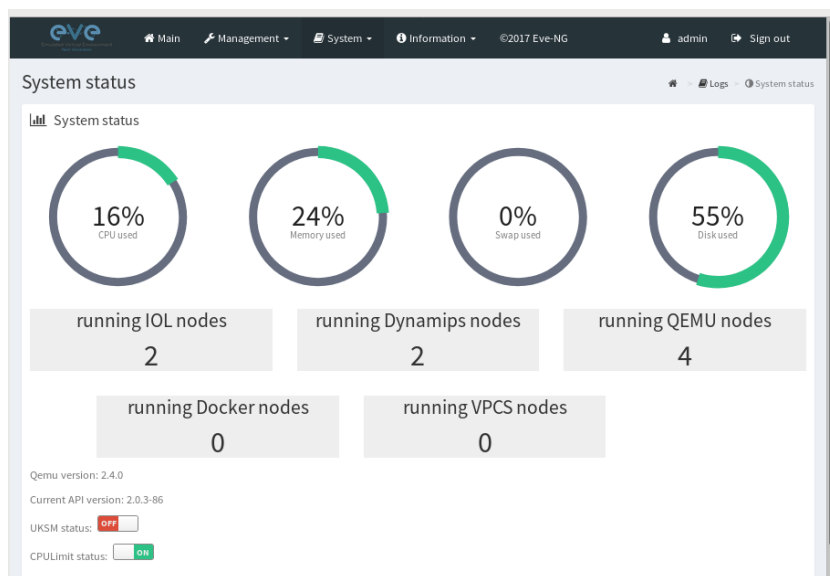 eve
Main
Management
System
Information
©2017 Eve-NG
admin
Sign out
System status
> Logs > System status
System status
16%
CPU used
24%
Memory used
0%
Swap used
55%
Disk used
running IOL nodes
2
running Dynamips nodes
2
running QEMU nodes
4
running Docker nodes
0
running VPCS nodes
0
Qemu version: 2.4.0
Current API version: 2.0.3-86
UKSM status: OFF
CPULimit status: ON